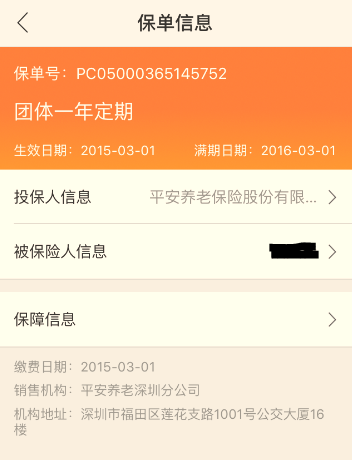 保单信息
保单号：PC05000365145752
团体一年定期
生效日期：2015-03-01 满期日期：2016-03-01
投保人信息 平安养老保险股份有限...
被保险人信息
保障信息
缴费日期：2015-03-01
销售机构：平安养老深圳分公司
机构地址：深圳市福田区莲花支路1001号公交大厦16
楼